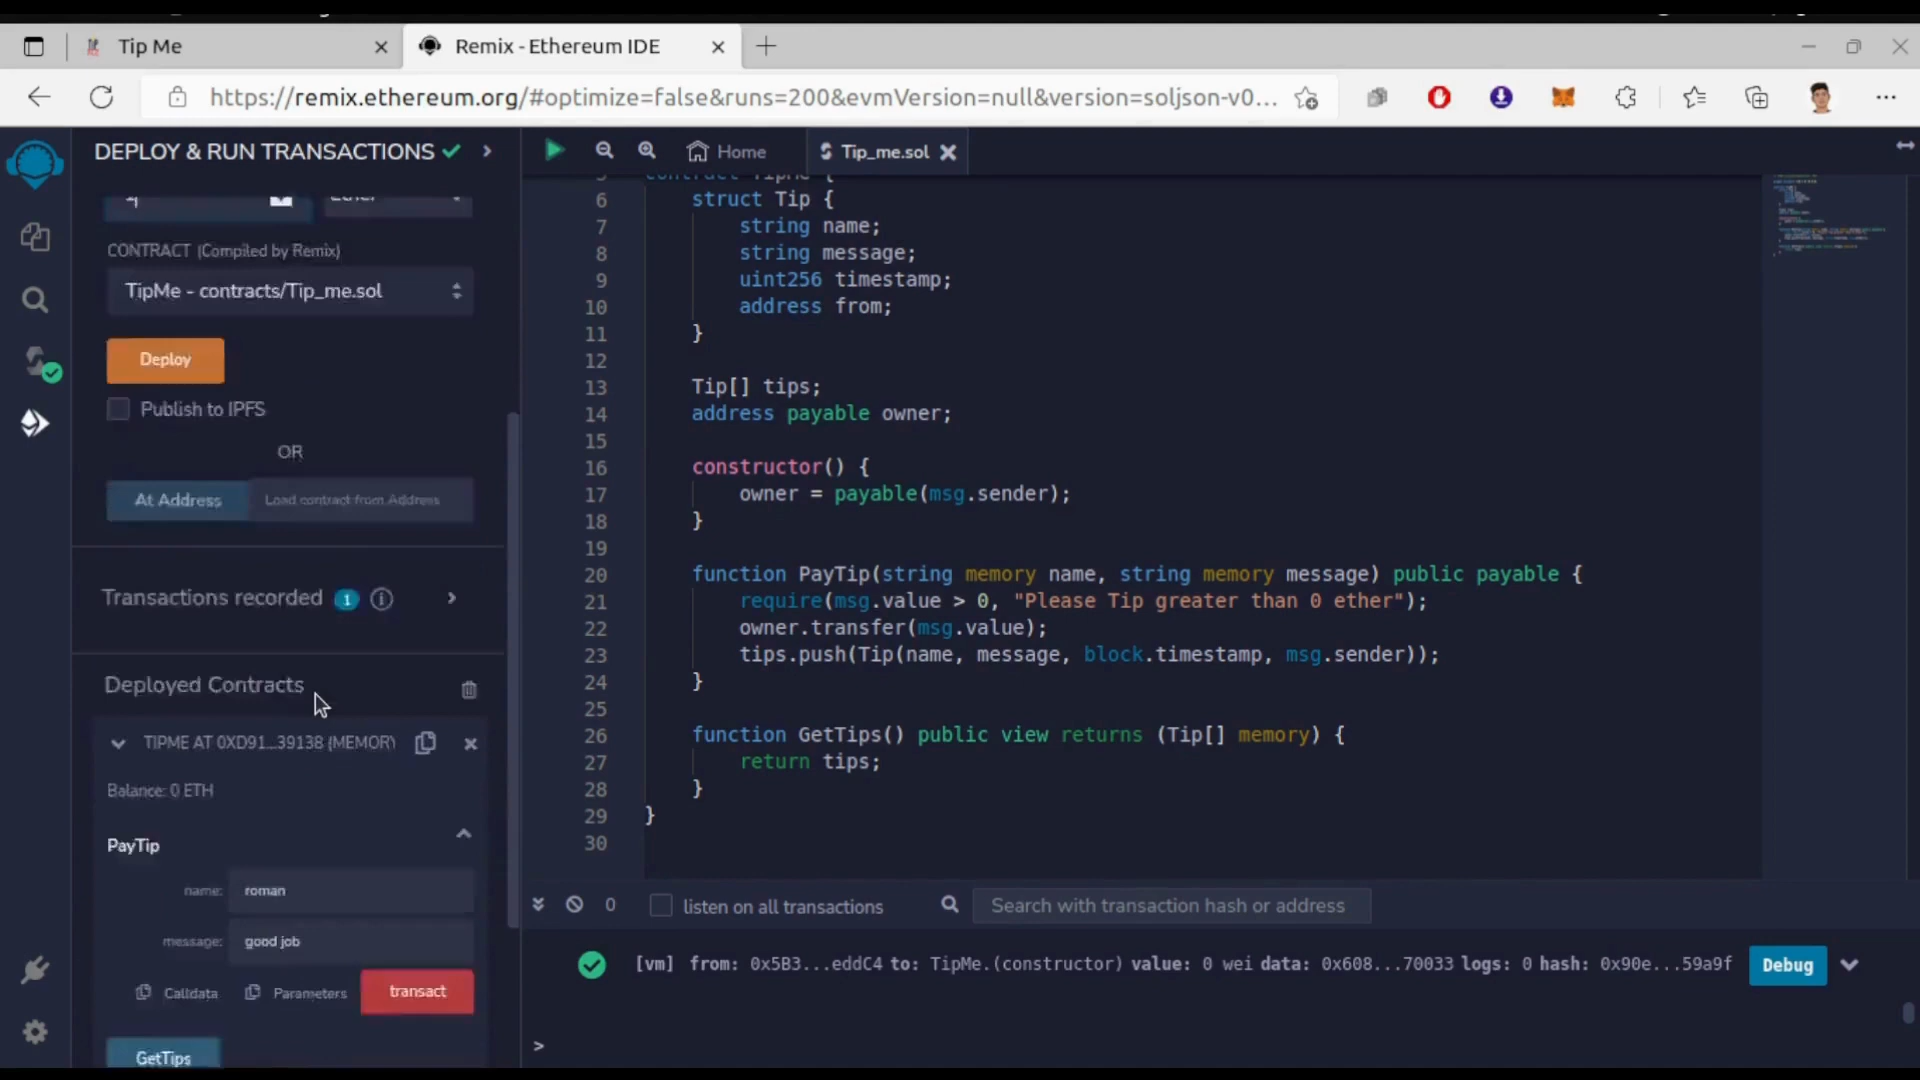 Tip Me
Remix - Ethereum IDE
https://remix.ethereum.org/#optimize=false&runs=200&evmVersion=null&version=soljson-v0...
DEPLOY & RUN TRANSACTIONS
Ether
CONTRACT (Compiled by Remix)
TipMe - contracts/Tip_me.sol
Deploy
Publish to IPFS
OR
At Address
Load contract from Address
Transactions recorded 1
Deployed Contracts
TIPME AT 0XD91...39138 (MEMORY
Balance: 0 ETH
PayTip
name: roman
message: good job
Calldata
Parameters
transact
GetTips
Home
Tip_me.sol
5 contract TipMe {
6 struct Tip {
7 string name;
8 string message;
9 uint256 timestamp;
10 address from;
11 }
12
13 Tip[] tips;
14 address payable owner;
15
16 constructor() {
17 owner = payable(msg.sender);
18 }
19
20 function PayTip(string memory name, string memory message) public payable {
21 require(msg.value > 0, "Please Tip greater than 0 ether");
22 owner.transfer(msg.value);
23 tips.push(Tip(name, message, block.timestamp, msg.sender));
24 }
25
26 function GetTips() public view returns (Tip[] memory) {
27 return tips;
28 }
29 }
30
0
listen on all transactions
Search with transaction hash or address
[vm] from: 0x5B3...eddC4 to: TipMe.(constructor) value: 0 wei data: 0x608...70033 logs: 0 hash: 0x90e...59a9f
Debug
>